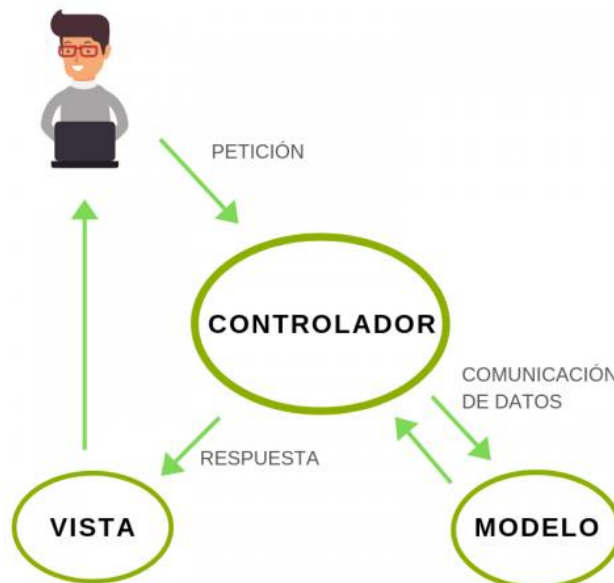 PETICIÓN
CONTROLADOR
COMUNICACIÓN
DE DATOS
RESPUESTA
VISTA
MODELO